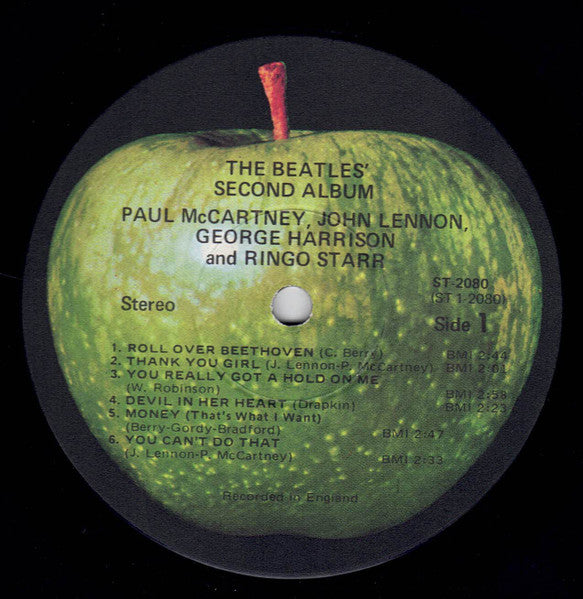 THE BEATLES'
SECOND ALBUM
PAUL McCARTNEY, JOHN LENNON,
GEORGE HARRISON
and RINGO STARR
Stereo
ST-2080
(ST 1 2080)
Side 1
1. ROLL OVER BEETHOVEN (C. Berry) BMI 2:44
2. THANK YOU GIRL (J. Lennon-P. McCartney) BMI 2:01
3. YOU REALLY GOT A HOLD ON ME
(W. Robinson) BMI 2:58
4. DEVIL IN HER HEART (Drapkin) BMI 2:23
5. MONEY (That's What I Want)
(Berry-Gordy-Bradford) BMI 2:47
6. YOU CAN'T DO THAT
(J. Lennon-P. McCartney) BMI 2:33
Recorded in England